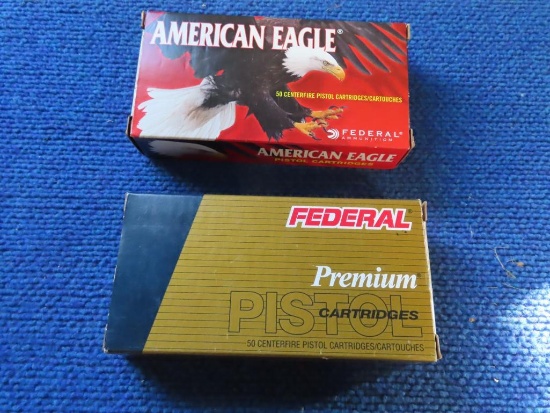 AMERICAN EAGLE®
50 CENTERFIRE PISTOL CARTRIDGES/CARTOUCHES
FEDERAL®
AMMUNITION
AMERICAN EAGLE®
PISTOL CARTRIDGES
FEDERAL®
Premium
PISTOL
CARTRIDGES
50 CENTERFIRE PISTOL CARTRIDGES/CARTOUCHES